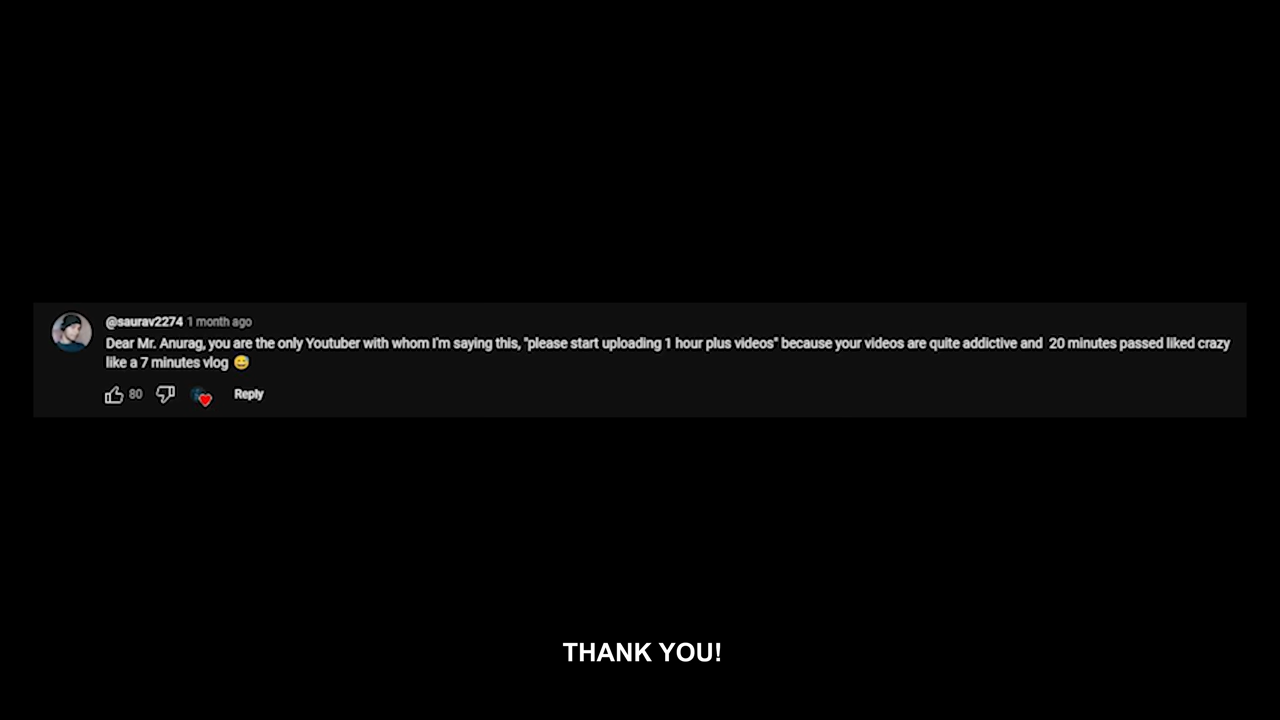 @saurav2274 1 month ago
Dear Mr. Anurag, you are the only Youtuber with whom I'm saying this, "please start uploading 1 hour plus videos" because your videos are quite addictive and  20 minutes passed liked crazy
like a 7 minutes vlog 😅
80 Reply
THANK YOU!